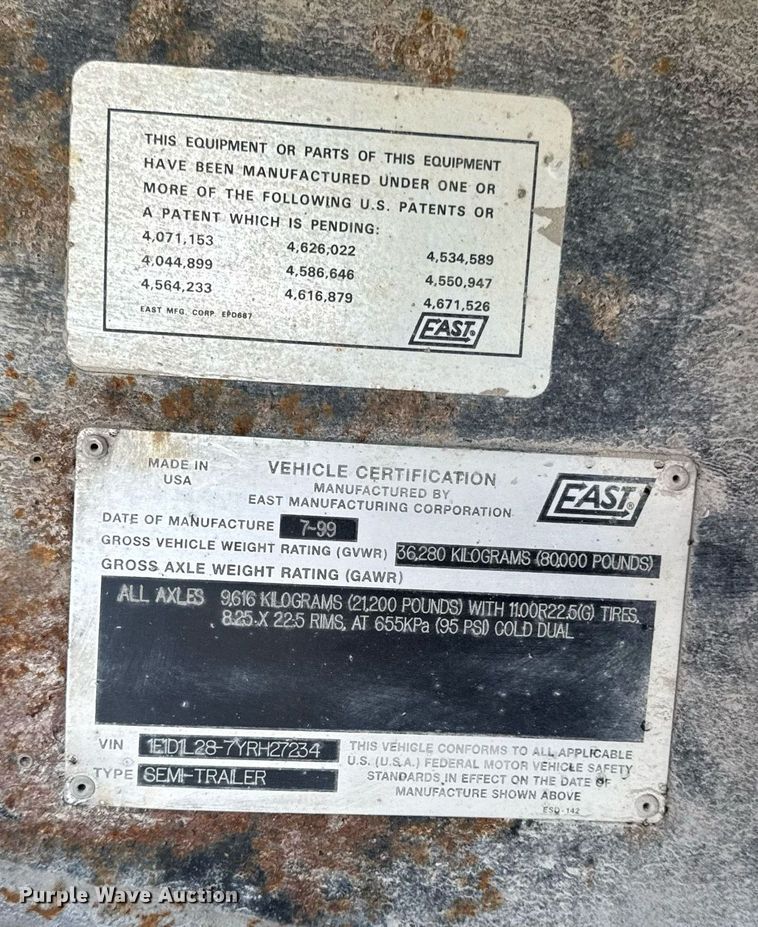 THIS EQUIPMENT OR PARTS OF THIS EQUIPMENT
HAVE BEEN MANUFACTURED UNDER ONE OR
MORE OF THE FOLLOWING U.S. PATENTS OR
A PATENT WHICH IS PENDING:
4,071,153 4,626,022 4,534,589
4,044,899 4,586,646 4,550,947
4,564,233 4,616,879 4,671,526
EAST MFG. CORP. EPD687
EAST®
MADE IN
USA
VEHICLE CERTIFICATION
MANUFACTURED BY
EAST MANUFACTURING CORPORATION
EAST®
DATE OF MANUFACTURE 7-99
GROSS VEHICLE WEIGHT RATING (GVWR) 36,280 KILOGRAMS (80,000 POUNDS)
GROSS AXLE WEIGHT RATING (GAWR)
ALL AXLES 9,616 KILOGRAMS (21,200 POUNDS) WITH 11.00R22.5(G) TIRES,
8.25 X 22.5 RIMS, AT 655KPa (95 PSI) COLD DUAL
VIN 1E1D1L28-7YRH27234
TYPE SEMI-TRAILER
THIS VEHICLE CONFORMS TO ALL APPLICABLE
U.S. (U.S.A.) FEDERAL MOTOR VEHICLE SAFETY
STANDARDS IN EFFECT ON THE DATE OF
MANUFACTURE SHOWN ABOVE
ESD-142
Purple Wave Auction